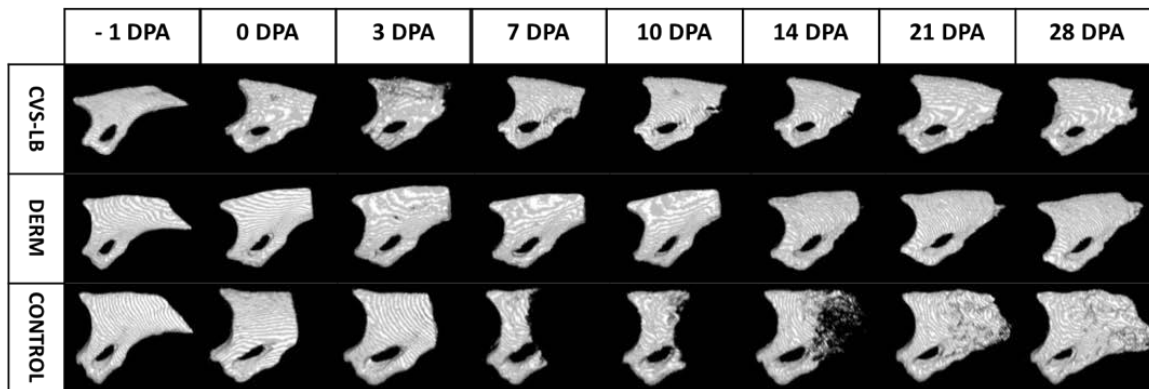 - 1 DPA 0 DPA 3 DPA 7 DPA 10 DPA 14 DPA 21 DPA 28 DPA
CVS-LB
DERM
CONTROL